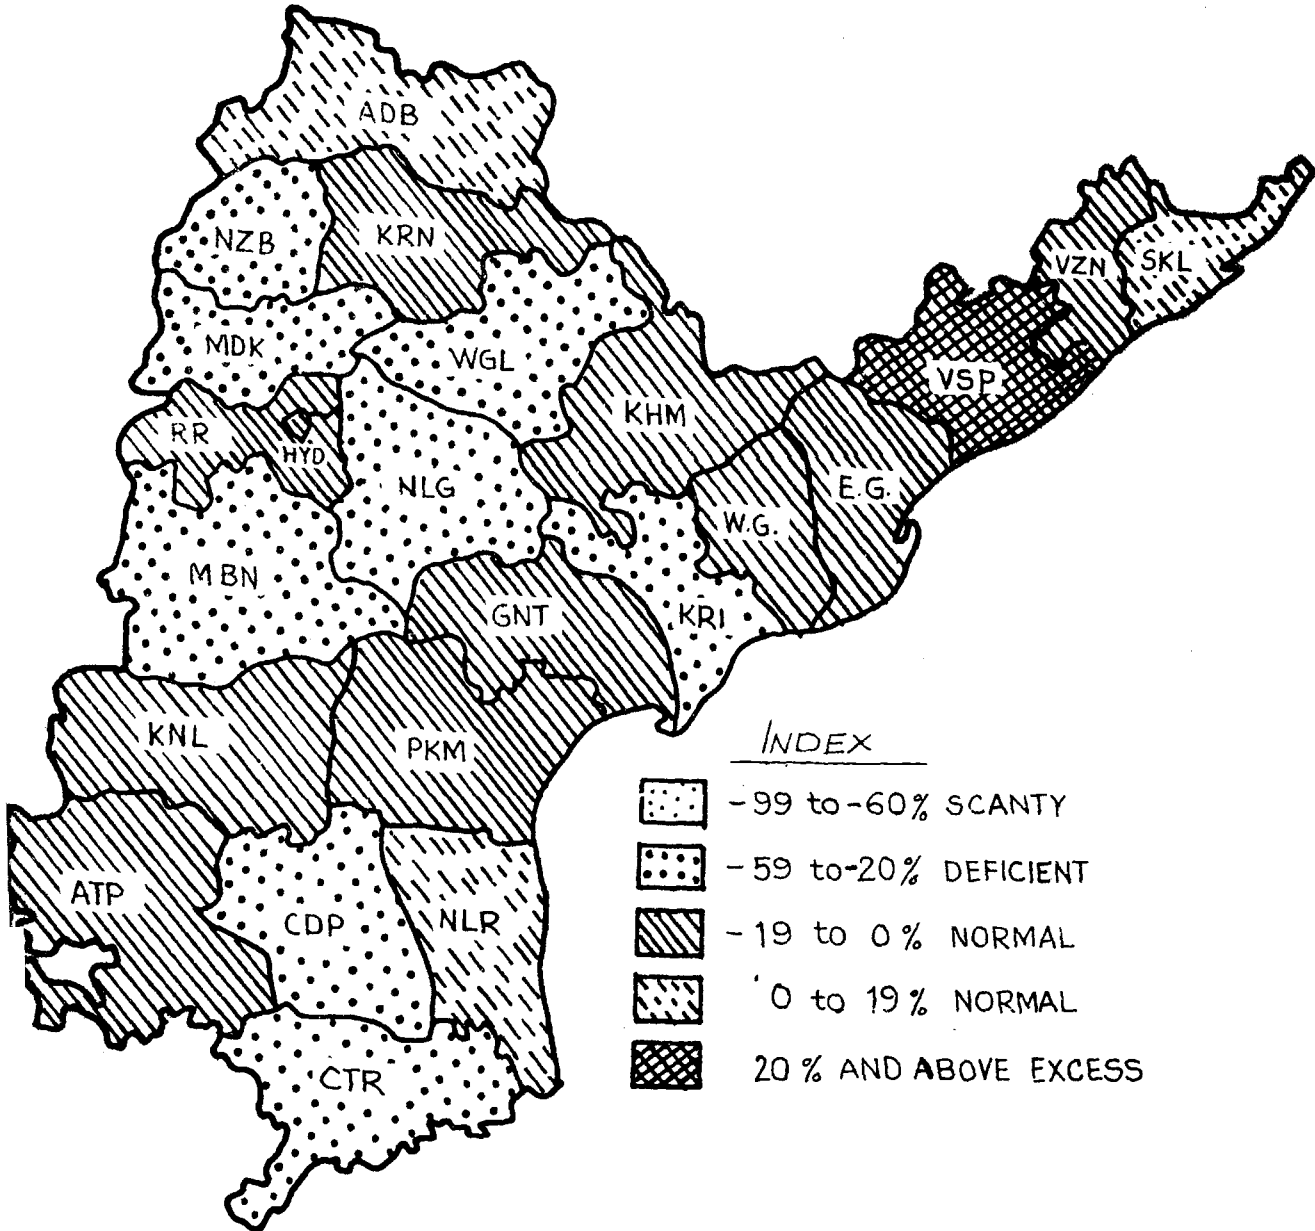 ADB
NZB
KRN
MDK
WGL
RR
HYD
NLG
KHM
MBN
W.G.
E.G.
VSP
VZN
SKL
GNT
KRI
KNL
PKM
ATP
CDP
NLR
CTR
INDEX
-99 to -60% SCANTY
-59 to -20% DEFICIENT
-19 to 0% NORMAL
0 to 19% NORMAL
20% AND ABOVE EXCESS